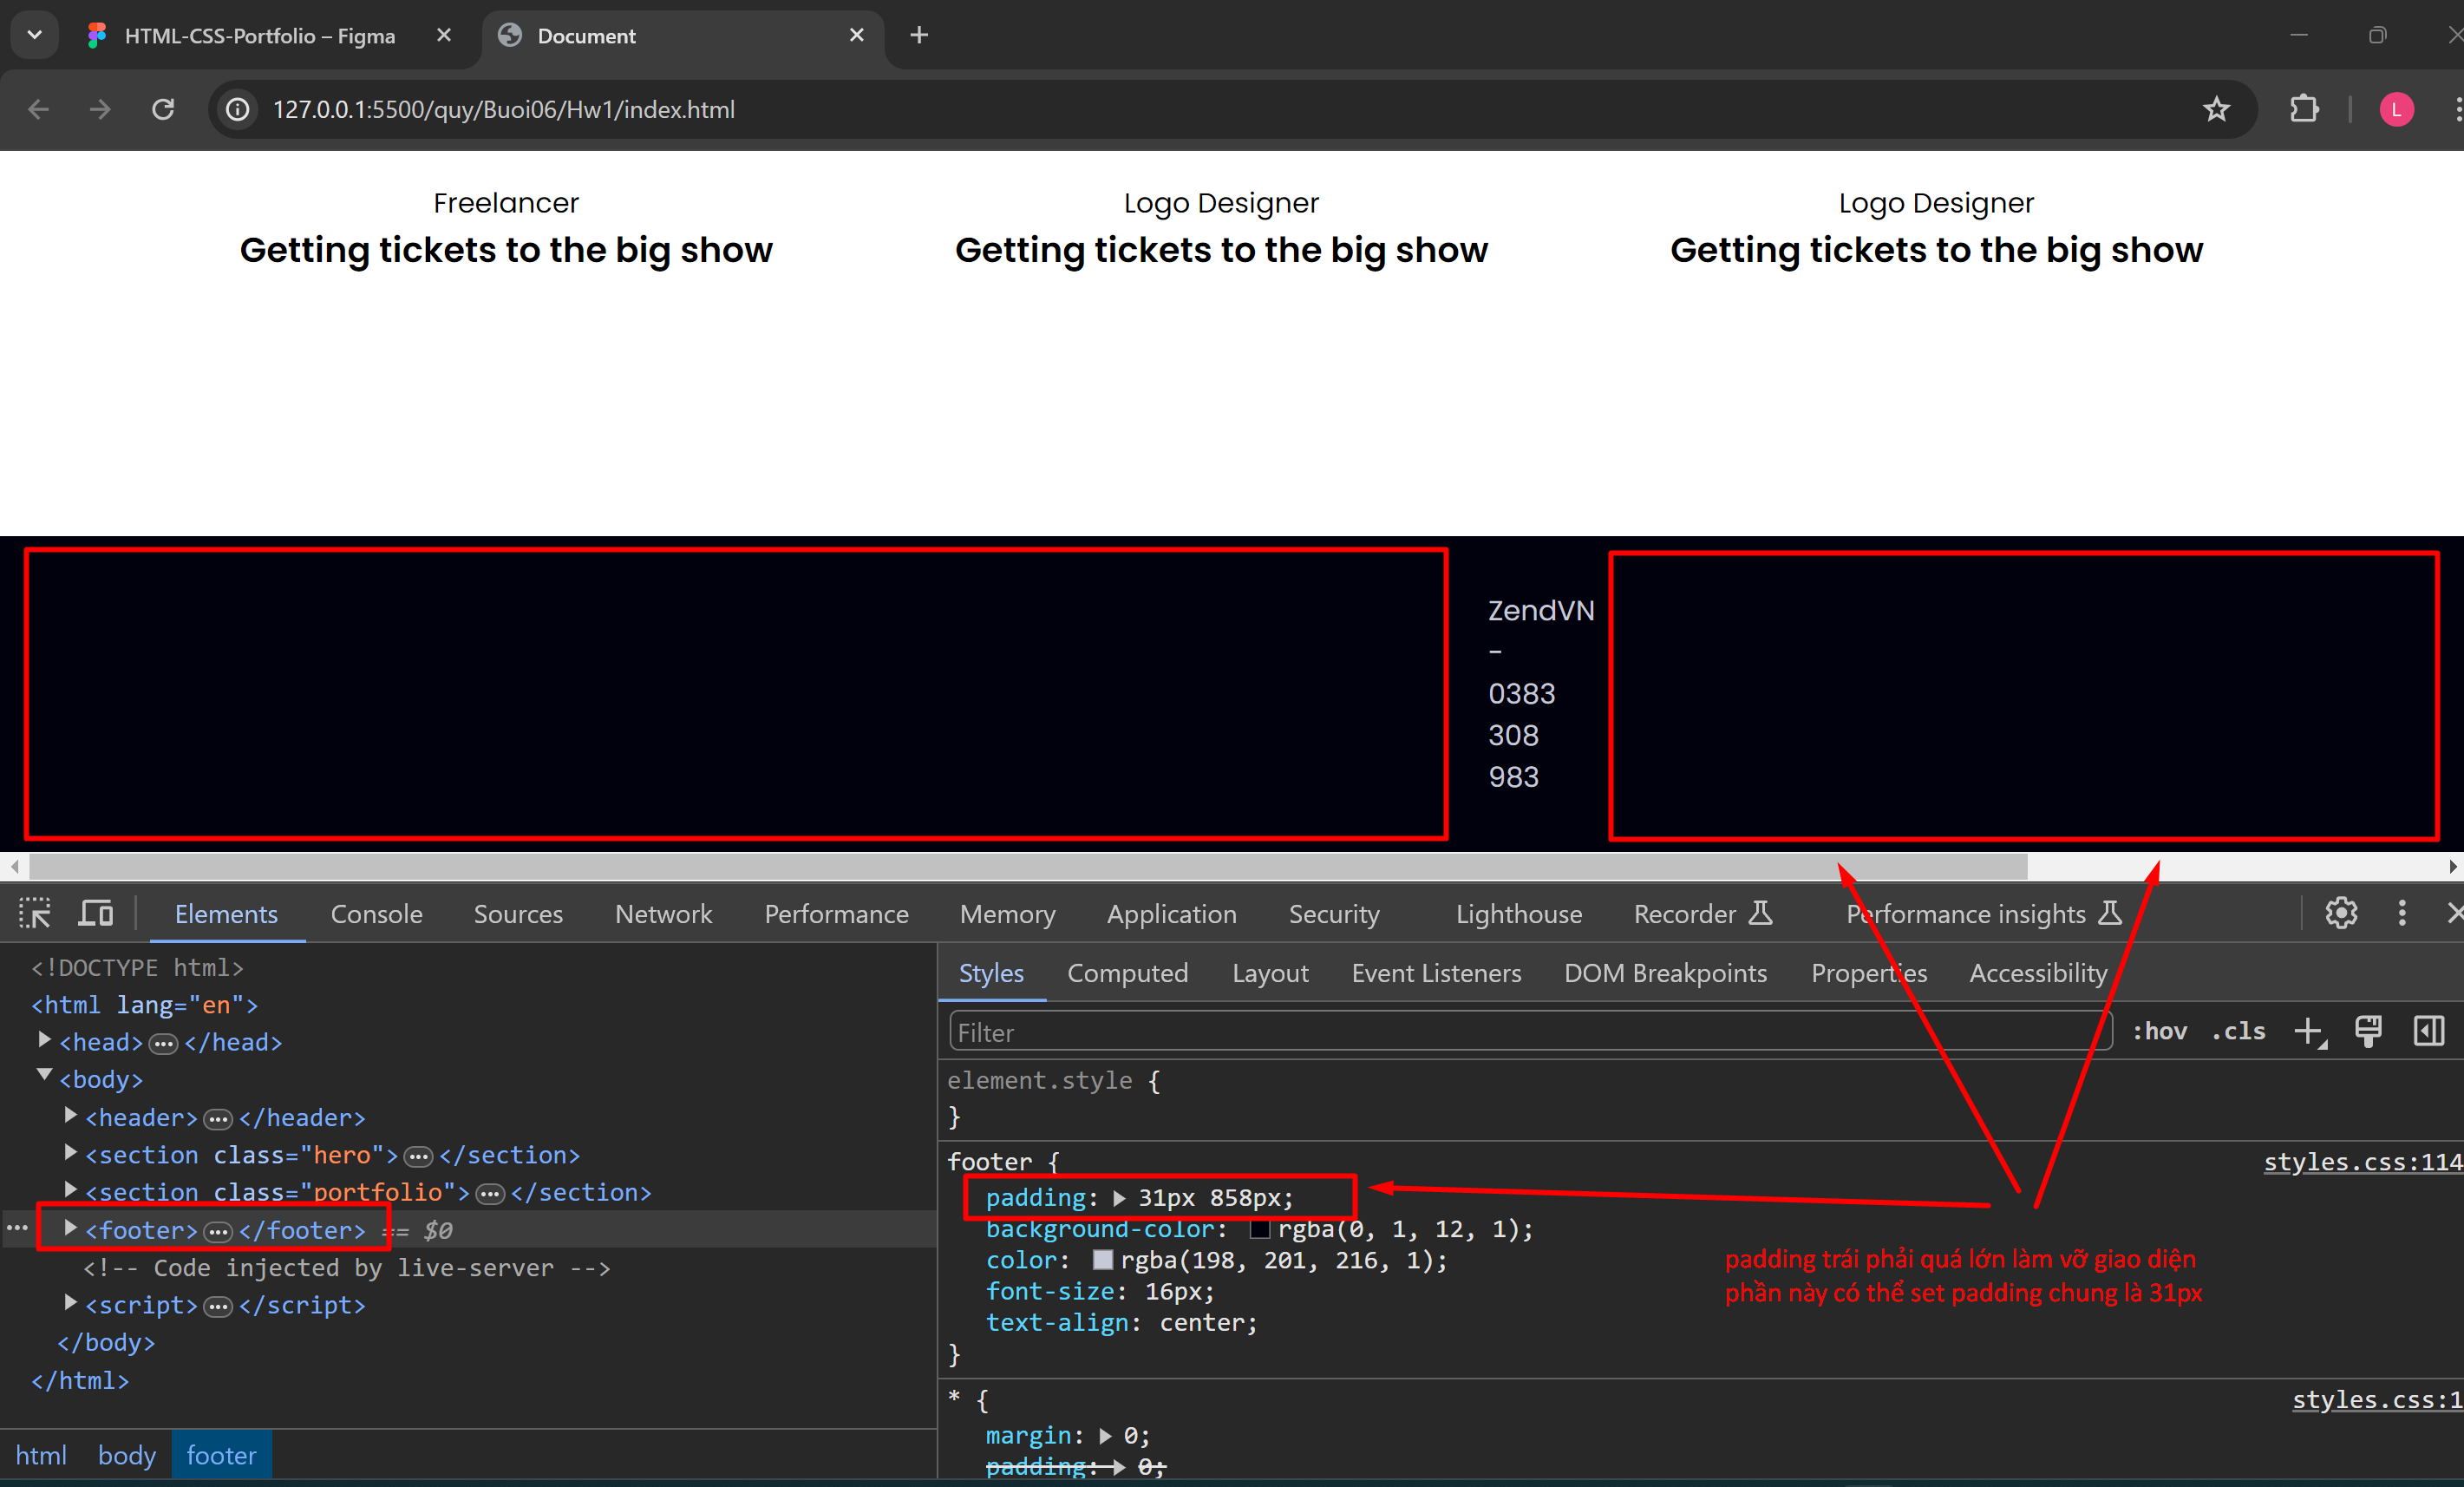 HTML-CSS-Portfolio – Figma
Document
127.0.0.1:5500/quy/Buoi06/Hw1/index.html
L
Freelancer
Logo Designer
Logo Designer
Getting tickets to the big show
Getting tickets to the big show
Getting tickets to the big show
ZendVN
-
0383
308
983
Elements
Console
Sources
Network
Performance
Memory
Application
Security
Lighthouse
Recorder
Performance insights
<!DOCTYPE html>
<html lang="en">
<head>…</head>
<body>
<header>…</header>
<section class="hero">…</section>
<section class="portfolio">…</section>
<footer>…</footer> == $0
<!-- Code injected by live-server -->
<script>…</script>
</body>
</html>
html body footer
Styles
Computed
Layout
Event Listeners
DOM Breakpoints
Properties
Accessibility
Filter
:hov .cls
element.style {
}
footer {
styles.css:114
padding: 31px 858px;
background-color: rgba(0, 1, 12, 1);
color: rgba(198, 201, 216, 1);
font-size: 16px;
text-align: center;
}
padding trái phải quá lớn làm vỡ giao diện
phần này có thể set padding chung là 31px
* {
styles.css:1
margin: 0;
padding: 0;